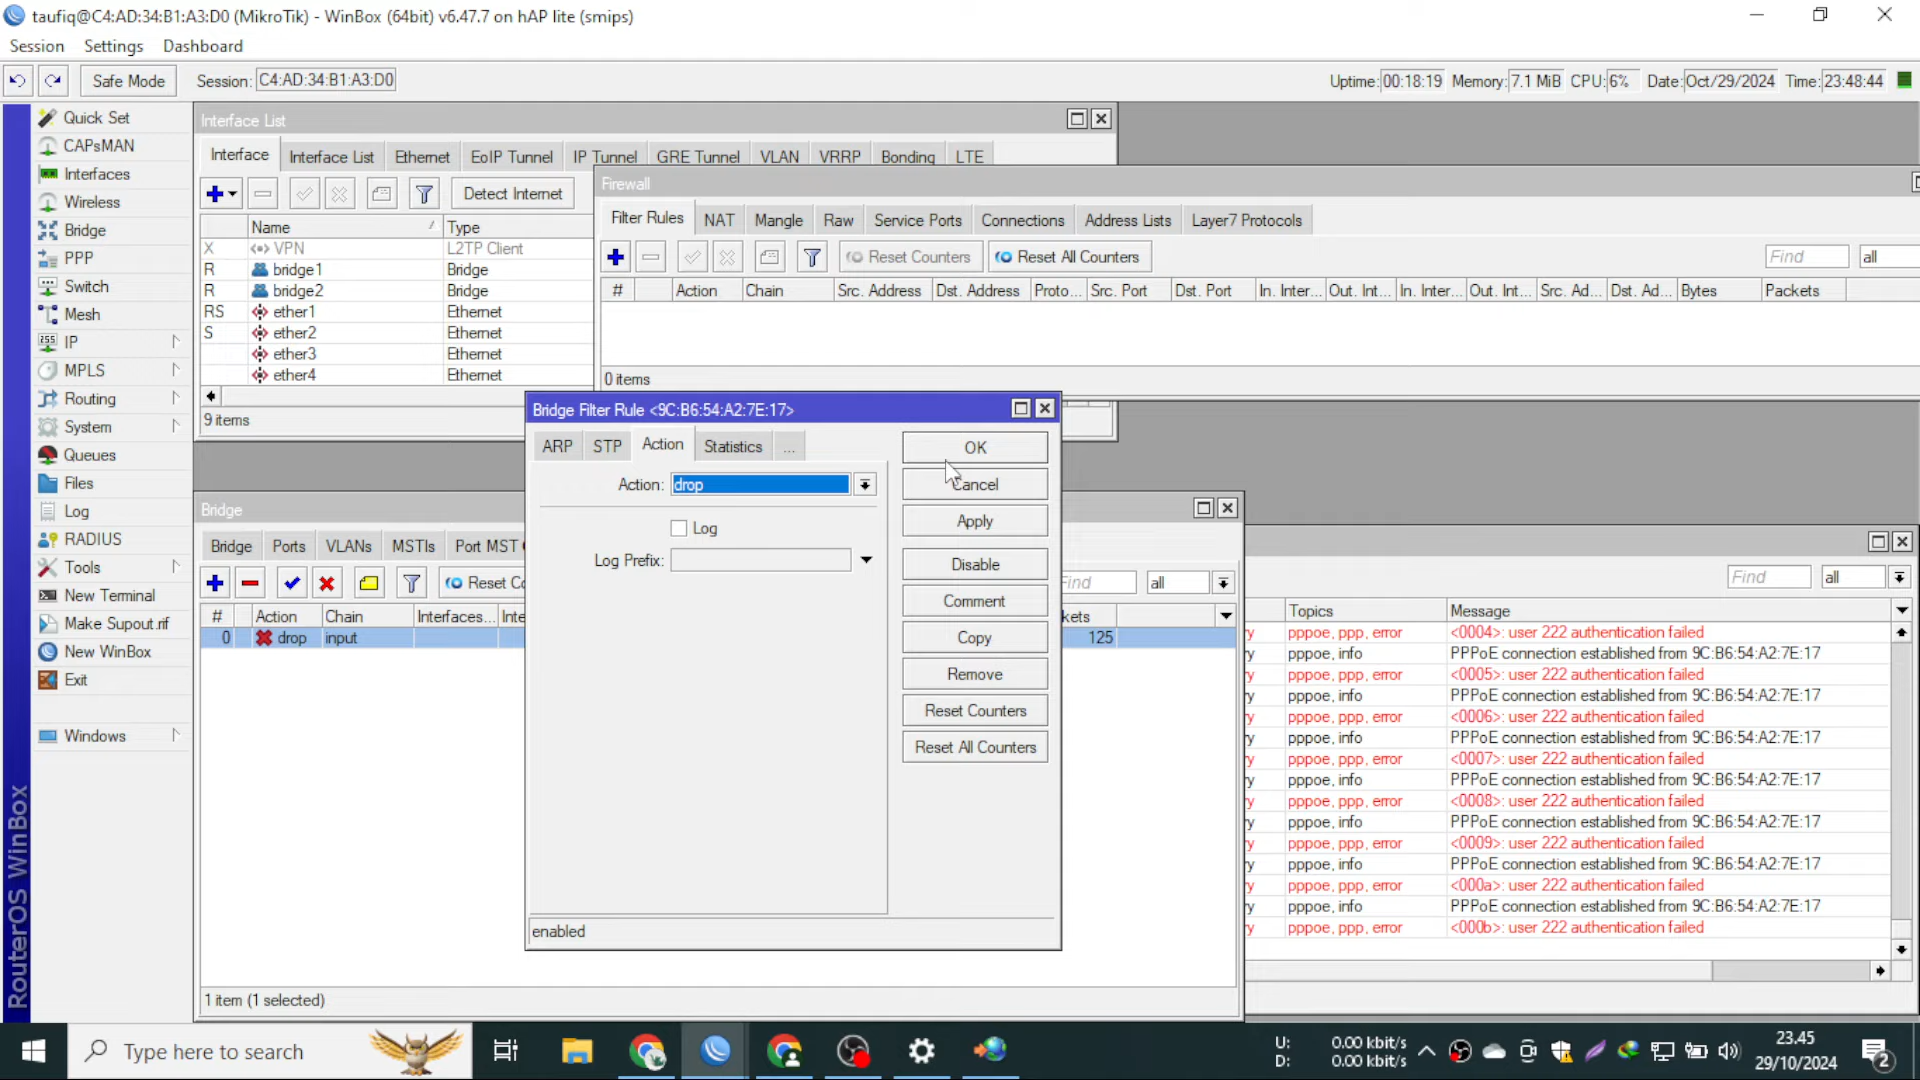 taufiq@C4:AD:34:B1:A3:D0 (MikroTik) - WinBox (64bit) v6.47.7 on hAP lite (smips)
Session Settings Dashboard
Safe Mode Session: C4:AD:34:B1:A3:D0 Uptime: 00:18:19 Memory: 7.1 MiB CPU: 6% Date: Oct/29/2024 Time: 23:48:44
Quick Set
CAPsMAN
Interfaces
Wireless
Bridge
PPP
Switch
Mesh
IP
MPLS
Routing
System
Queues
Files
Log
RADIUS
Tools
New Terminal
Make Supout.rif
New WinBox
Exit
Windows
RouterOS WinBox
Interface List
Interface Interface List Ethernet EoIP Tunnel IP Tunnel GRE Tunnel VLAN VRRP Bonding LTE
Detect Internet
Name / Type
X VPN L2TP Client
R bridge1 Bridge
R bridge2 Bridge
RS ether1 Ethernet
S ether2 Ethernet
ether3 Ethernet
ether4 Ethernet
9 items
Firewall
Filter Rules NAT Mangle Raw Service Ports Connections Address Lists Layer7 Protocols
Reset Counters Reset All Counters Find all
# Action Chain Src. Address Dst. Address Proto... Src. Port Dst. Port In. Inter... Out. Int... In. Inter... Out. Int... Src. Ad... Dst. Ad... Bytes Packets
0 items
Bridge Filter Rule <9C:B6:54:A2:7E:17>
ARP STP Action Statistics ...
Action: drop
Log
Log Prefix:
OK
Cancel
Apply
Disable
Comment
Copy
Remove
Reset Counters
Reset All Counters
enabled
Bridge
Bridge Ports VLANs MSTIs Port MST
Reset Co Find all
# Action Chain Interfaces... Inte kets
0 drop input 125
1 item (1 selected)
Find all
Topics Message
pppoe, ppp, error <0004>: user 222 authentication failed
pppoe, info PPPoE connection established from 9C:B6:54:A2:7E:17
pppoe, ppp, error <0005>: user 222 authentication failed
pppoe, info PPPoE connection established from 9C:B6:54:A2:7E:17
pppoe, ppp, error <0006>: user 222 authentication failed
pppoe, info PPPoE connection established from 9C:B6:54:A2:7E:17
pppoe, ppp, error <0007>: user 222 authentication failed
pppoe, info PPPoE connection established from 9C:B6:54:A2:7E:17
pppoe, ppp, error <0008>: user 222 authentication failed
pppoe, info PPPoE connection established from 9C:B6:54:A2:7E:17
pppoe, ppp, error <0009>: user 222 authentication failed
pppoe, info PPPoE connection established from 9C:B6:54:A2:7E:17
pppoe, ppp, error <000a>: user 222 authentication failed
pppoe, info PPPoE connection established from 9C:B6:54:A2:7E:17
pppoe, ppp, error <000b>: user 222 authentication failed
Type here to search
U: 0.00 kbit/s
D: 0.00 kbit/s
23.45
29/10/2024
2